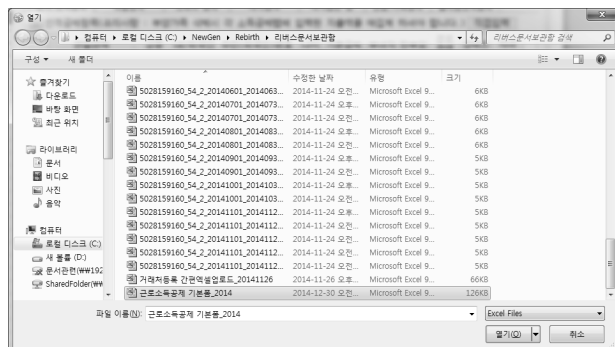 열기
컴퓨터 ▸ 로컬 디스크 (C:) ▸ NewGen ▸ Rebirth ▸ 리버스문서보관함
리버스문서보관함 검색
구성 새 폴더
이름 수정한 날짜 유형 크기
즐겨찾기
다운로드
바탕 화면
최근 위치
라이브러리
문서
비디오
사진
음악
컴퓨터
로컬 디스크 (C:)
새 볼륨 (D:)
문서관련(₩₩192
SharedFolder(₩₩
5028159160_54_2_20140601_2014063... 2014-11-24 오전... Microsoft Excel 9... 6KB
5028159160_54_2_20140701_2014073... 2014-11-24 오후... Microsoft Excel 9... 6KB
5028159160_54_2_20140701_2014073... 2014-11-24 오전... Microsoft Excel 9... 6KB
5028159160_54_2_20140801_2014083... 2014-11-24 오후... Microsoft Excel 9... 6KB
5028159160_54_2_20140801_2014083... 2014-11-24 오전... Microsoft Excel 9... 6KB
5028159160_54_2_20140901_2014093... 2014-11-24 오후... Microsoft Excel 9... 5KB
5028159160_54_2_20140901_2014093... 2014-11-24 오전... Microsoft Excel 9... 5KB
5028159160_54_2_20141001_2014103... 2014-11-24 오전... Microsoft Excel 9... 5KB
5028159160_54_2_20141001_2014103... 2014-11-24 오후... Microsoft Excel 9... 5KB
5028159160_54_2_20141101_2014112... 2014-11-24 오후... Microsoft Excel 9... 5KB
5028159160_54_2_20141101_2014112... 2014-11-24 오전... Microsoft Excel 9... 5KB
5028159160_54_2_20141101_2014112... 2014-11-24 오전... Microsoft Excel 9... 5KB
5028159160_54_2_20141101_2014112... 2014-11-24 오전... Microsoft Excel 9... 5KB
거래처등록 간편엑셀업로드_20141126 2014-11-26 오후... Microsoft Excel 9... 66KB
근로소득공제 기본폼_2014 2014-12-30 오전... Microsoft Excel 9... 126KB
파일 이름(N): 근로소득공제 기본폼_2014
Excel Files
열기(O) 취소